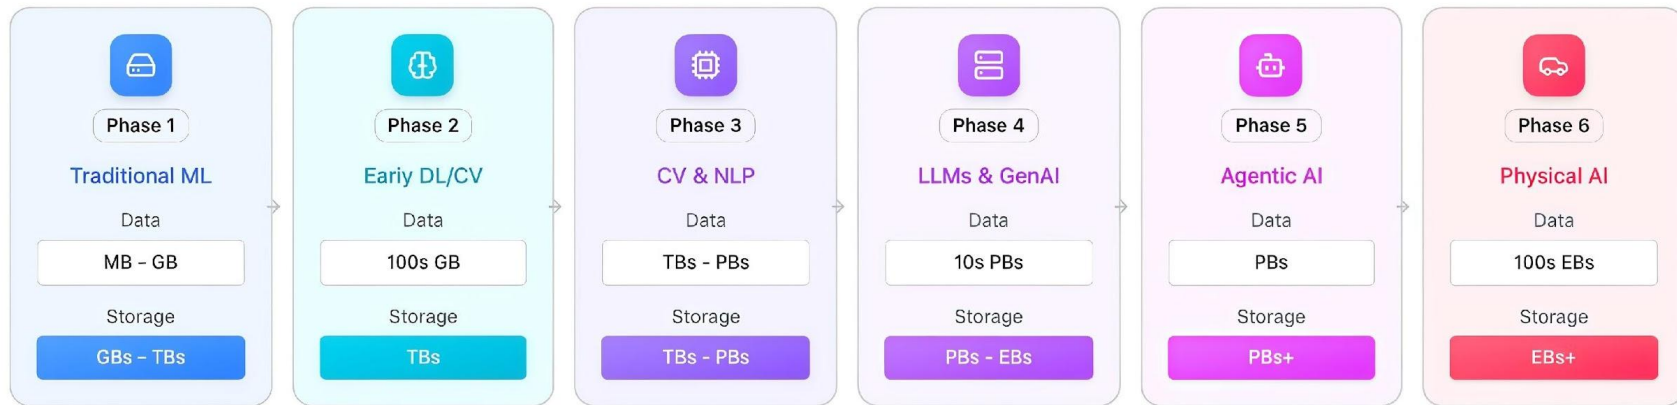 Phase 1
Traditional ML
Data
MB – GB
Storage
GBs – TBs
Phase 2
Eariy DL/CV
Data
100s GB
Storage
TBs
Phase 3
CV & NLP
Data
TBs - PBs
Storage
TBs - PBs
Phase 4
LLMs & GenAI
Data
10s PBs
Storage
PBs - EBs
Phase 5
Agentic AI
Data
PBs
Storage
PBs+
Phase 6
Physical AI
Data
100s EBs
Storage
EBs+